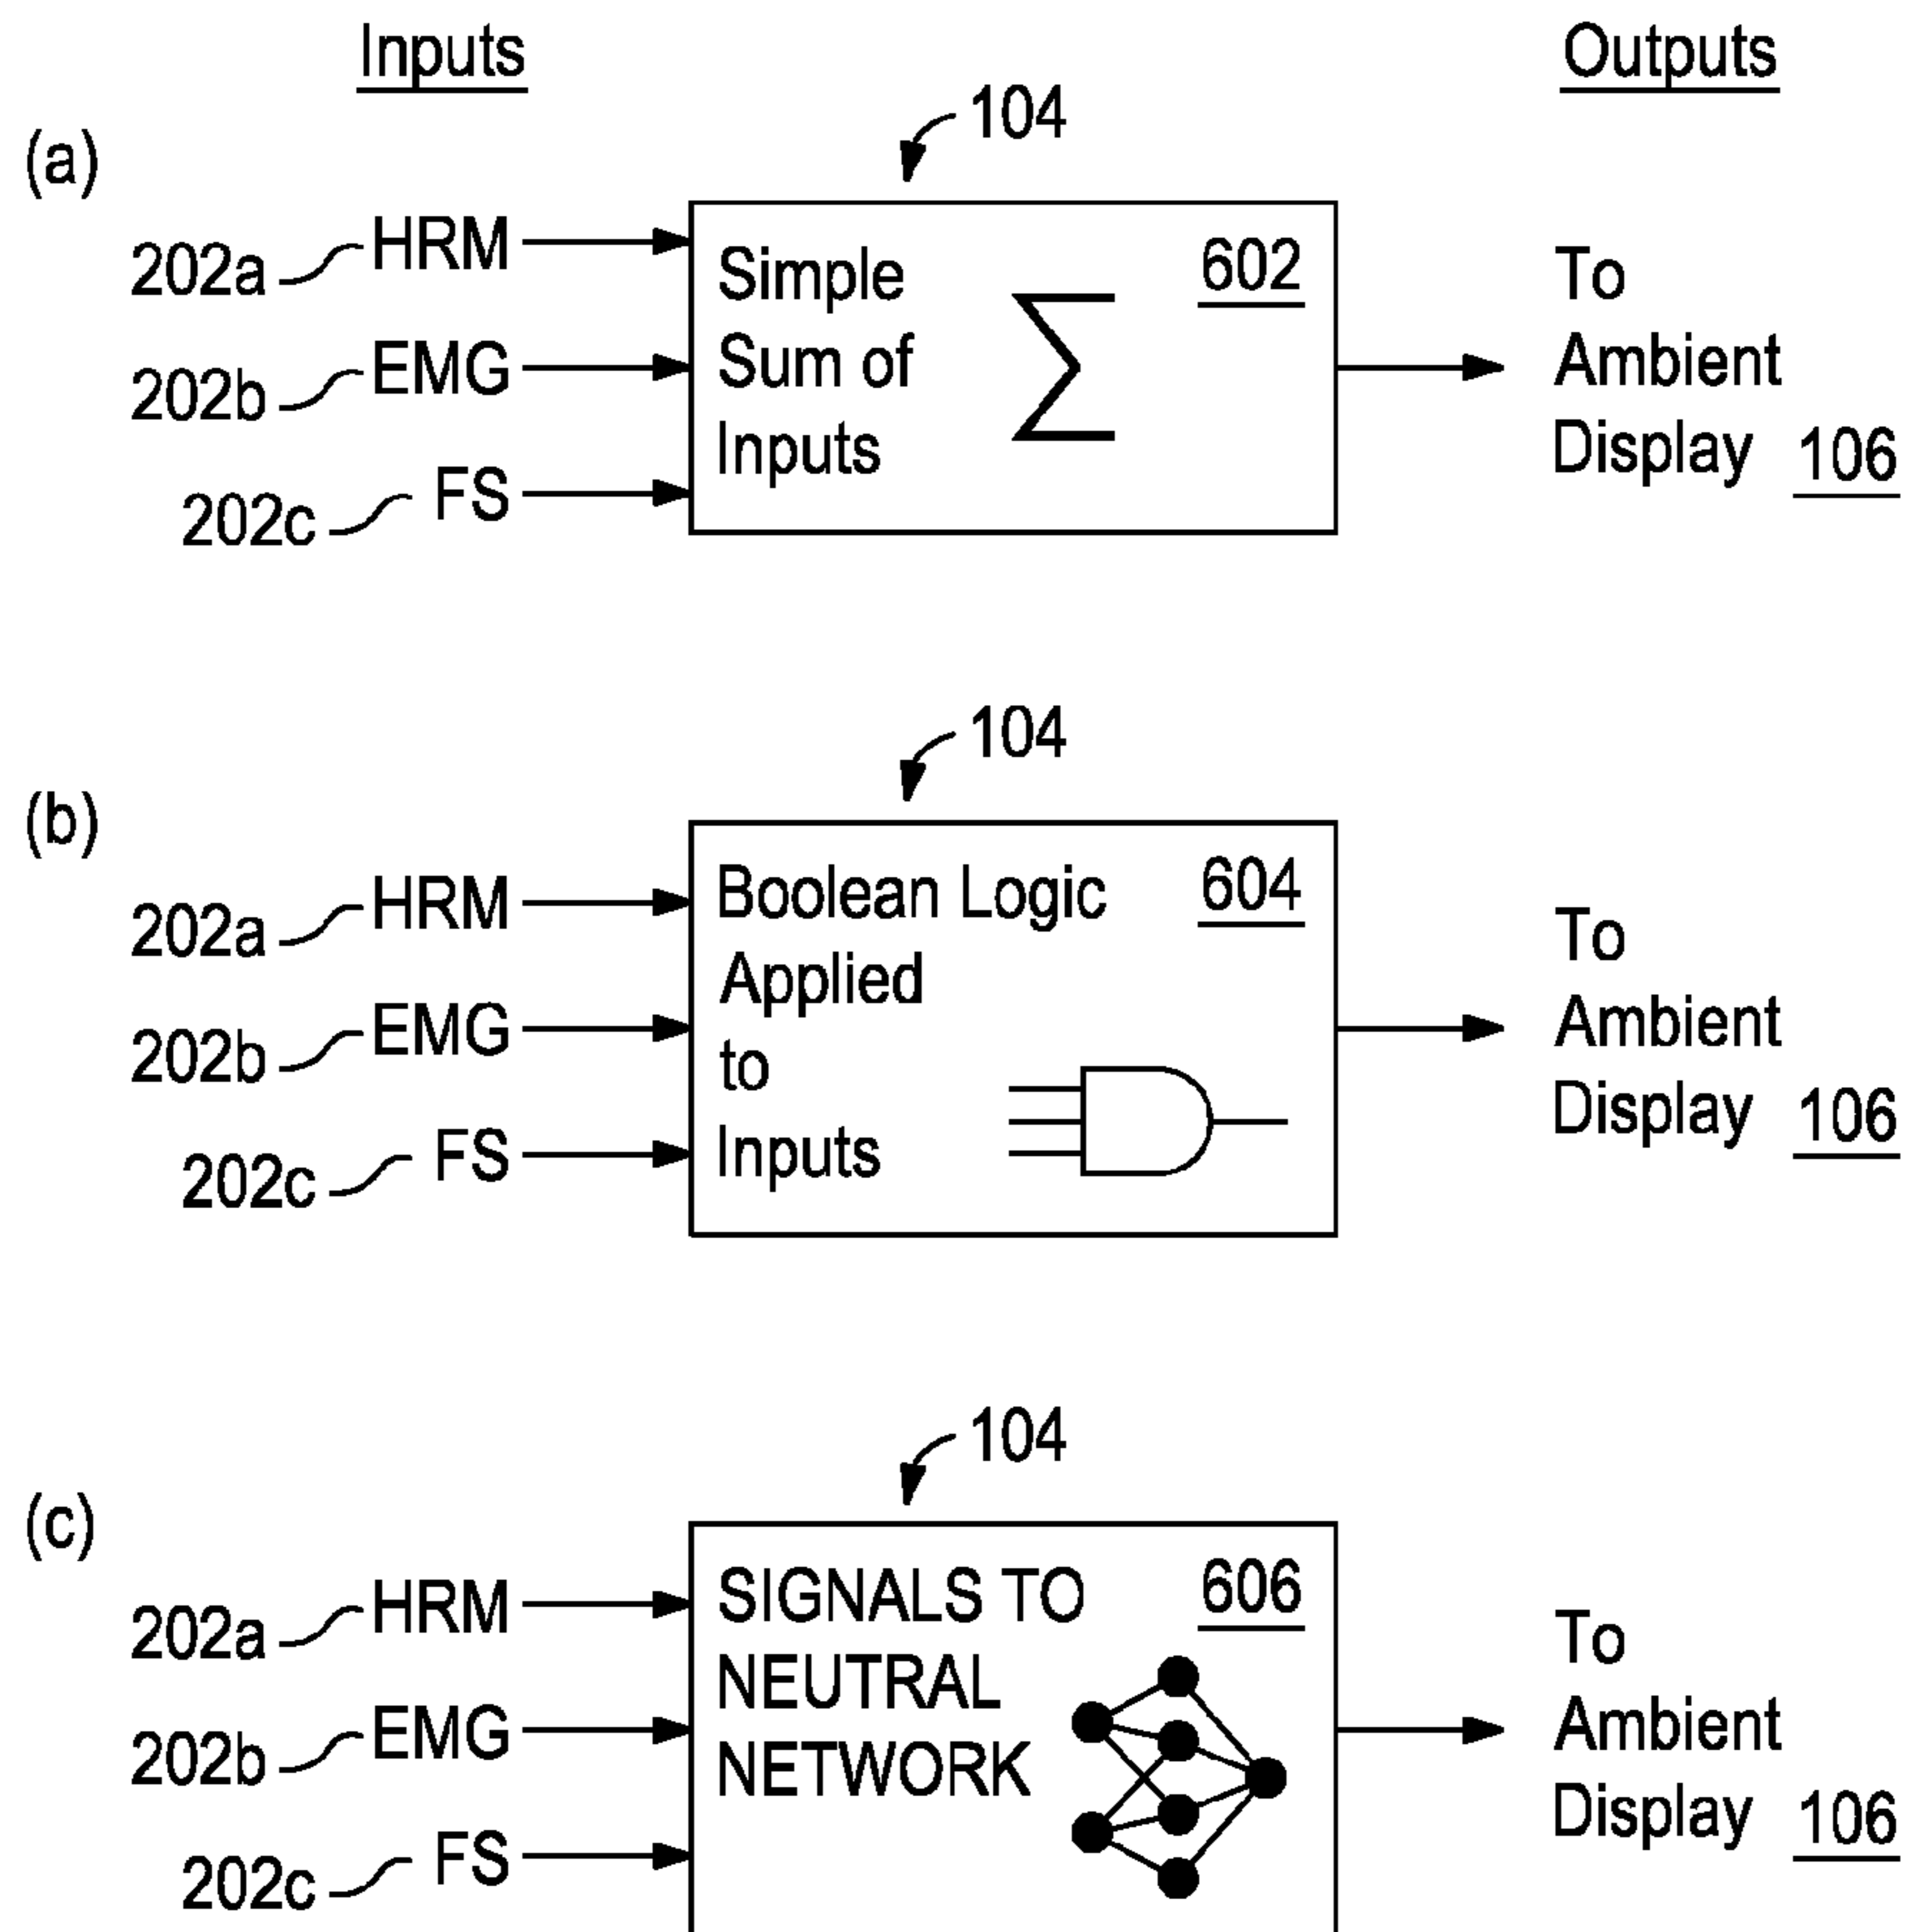 Inputs
Outputs
(a)
104
202a HRM
202b EMG
202c FS
Simple
Sum of
Inputs
Σ
602
To
Ambient
Display 106
(b)
104
202a HRM
202b EMG
202c FS
Boolean Logic
Applied
to
Inputs
604
To
Ambient
Display 106
(c)
104
202a HRM
202b EMG
202c FS
SIGNALS TO
NEUTRAL
NETWORK
606
To
Ambient
Display 106